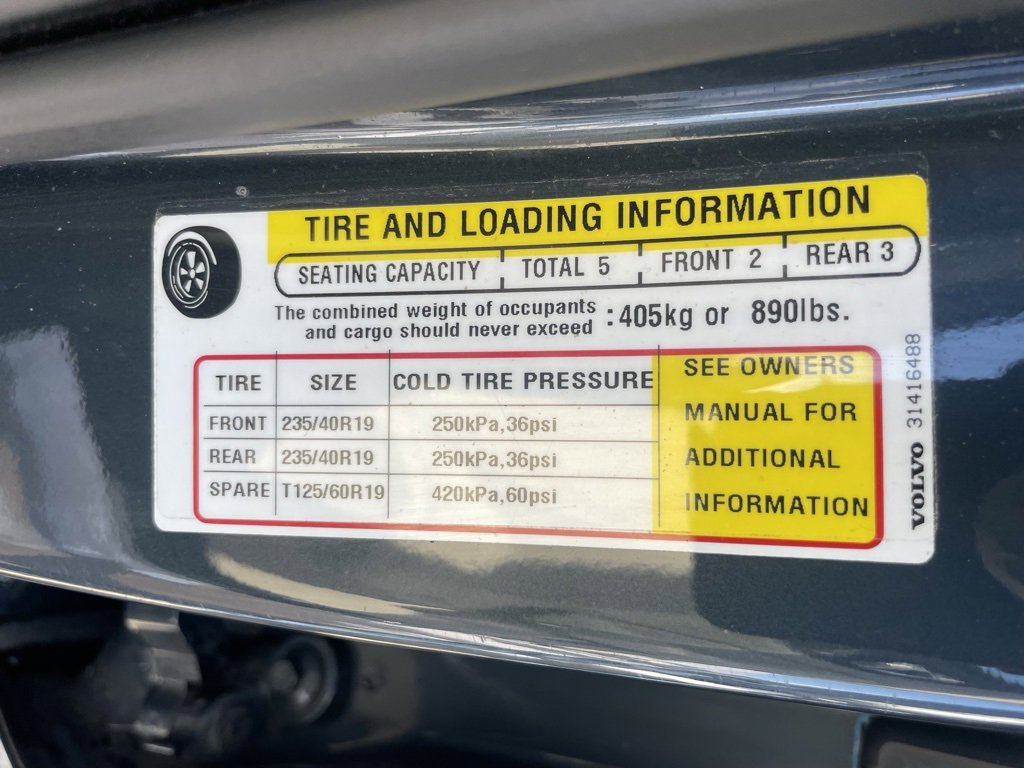 TIRE AND LOADING INFORMATION
SEATING CAPACITY TOTAL 5 FRONT 2 REAR 3
The combined weight of occupants
and cargo should never exceed :405kg or 890lbs.
TIRE SIZE COLD TIRE PRESSURE
FRONT 235/40R19 250kPa,36psi
REAR 235/40R19 250kPa,36psi
SPARE T125/60R19 420kPa,60psi
SEE OWNERS
MANUAL FOR
ADDITIONAL
INFORMATION
VOLVO 31416488